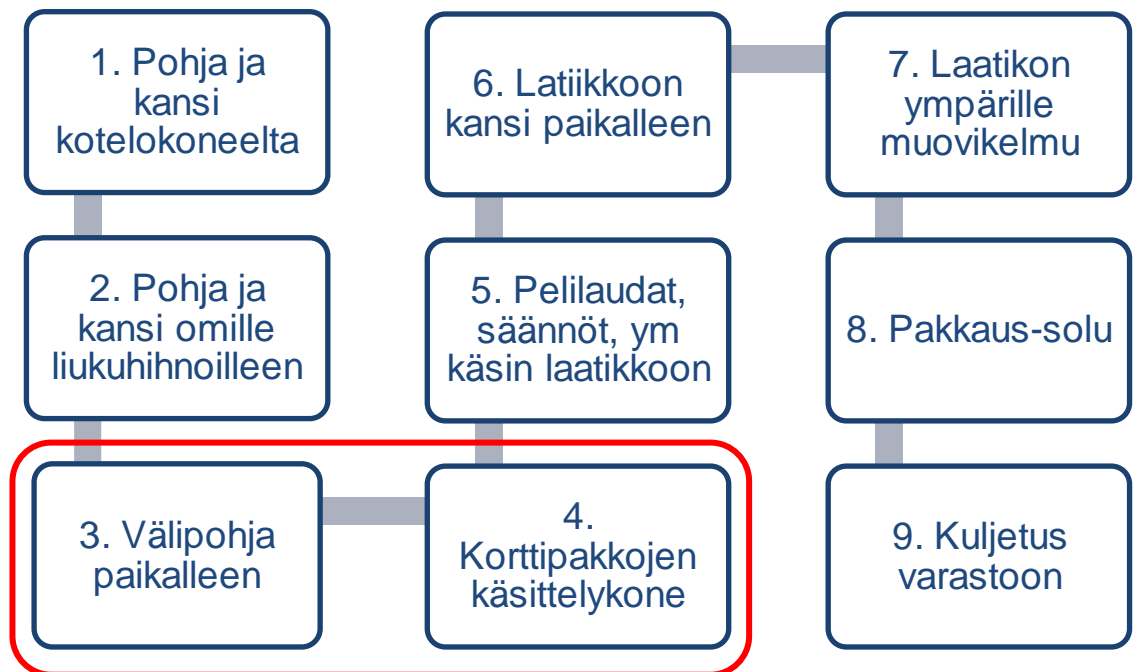 1. Pohja ja
kansi
kotelokoneelta
2. Pohja ja
kansi omille
liukuhihnoilleen
3. Välipohja
paikalleen
4.
Korttipakkojen
käsittelykone
5. Pelilaudat,
säännöt, ym
käsin laatikkoon
6. Latiikkoon
kansi paikalleen
7. Laatikon
ympärille
muovikelmu
8. Pakkaus-solu
9. Kuljetus
varastoon